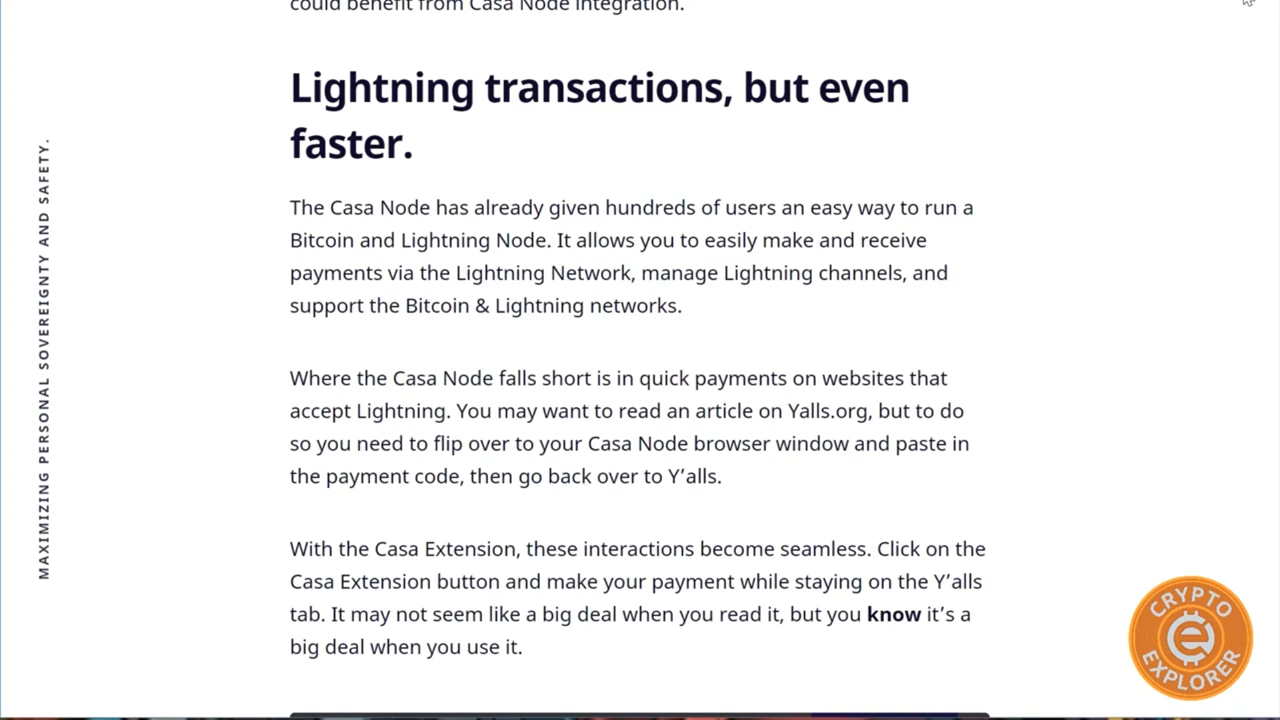 could benefit from Casa Node integration.
Lightning transactions, but even
faster.
The Casa Node has already given hundreds of users an easy way to run a
Bitcoin and Lightning Node. It allows you to easily make and receive
payments via the Lightning Network, manage Lightning channels, and
support the Bitcoin & Lightning networks.
Where the Casa Node falls short is in quick payments on websites that
accept Lightning. You may want to read an article on Yalls.org, but to do
so you need to flip over to your Casa Node browser window and paste in
the payment code, then go back over to Y’alls.
With the Casa Extension, these interactions become seamless. Click on the
Casa Extension button and make your payment while staying on the Y’alls
tab. It may not seem like a big deal when you read it, but you know it’s a
big deal when you use it.
MAXIMIZING PERSONAL SOVEREIGNTY AND SAFETY.
CRYPTO
EXPLORER